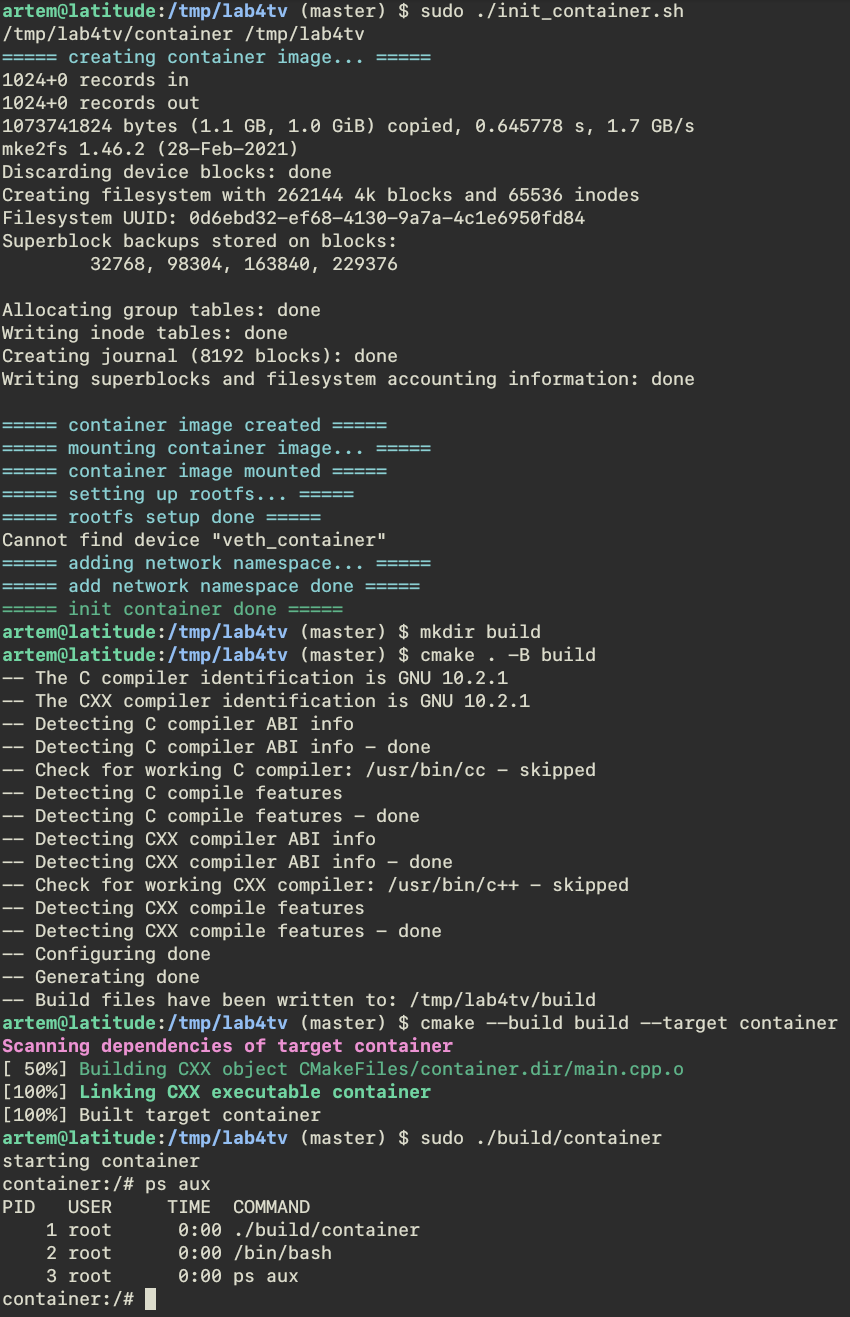 artem@latitude:/tmp/lab4tv (master) $ sudo ./init_container.sh
/tmp/lab4tv/container /tmp/lab4tv
===== creating container image... =====
1024+0 records in
1024+0 records out
1073741824 bytes (1.1 GB, 1.0 GiB) copied, 0.645778 s, 1.7 GB/s
mke2fs 1.46.2 (28-Feb-2021)
Discarding device blocks: done
Creating filesystem with 262144 4k blocks and 65536 inodes
Filesystem UUID: 0d6ebd32-ef68-4130-9a7a-4c1e6950fd84
Superblock backups stored on blocks:
        32768, 98304, 163840, 229376
Allocating group tables: done
Writing inode tables: done
Creating journal (8192 blocks): done
Writing superblocks and filesystem accounting information: done
===== container image created =====
===== mounting container image... =====
===== container image mounted =====
===== setting up rootfs... =====
===== rootfs setup done =====
Cannot find device "veth_container"
===== adding network namespace... =====
===== add network namespace done =====
===== init container done =====
artem@latitude:/tmp/lab4tv (master) $ mkdir build
artem@latitude:/tmp/lab4tv (master) $ cmake . -B build
-- The C compiler identification is GNU 10.2.1
-- The CXX compiler identification is GNU 10.2.1
-- Detecting C compiler ABI info
-- Detecting C compiler ABI info - done
-- Check for working C compiler: /usr/bin/cc - skipped
-- Detecting C compile features
-- Detecting C compile features - done
-- Detecting CXX compiler ABI info
-- Detecting CXX compiler ABI info - done
-- Check for working CXX compiler: /usr/bin/c++ - skipped
-- Detecting CXX compile features
-- Detecting CXX compile features - done
-- Configuring done
-- Generating done
-- Build files have been written to: /tmp/lab4tv/build
artem@latitude:/tmp/lab4tv (master) $ cmake --build build --target container
Scanning dependencies of target container
[ 50%] Building CXX object CMakeFiles/container.dir/main.cpp.o
[100%] Linking CXX executable container
[100%] Built target container
artem@latitude:/tmp/lab4tv (master) $ sudo ./build/container
starting container
container:/# ps aux
PID   USER     TIME  COMMAND
    1 root      0:00 ./build/container
    2 root      0:00 /bin/bash
    3 root      0:00 ps aux
container:/#